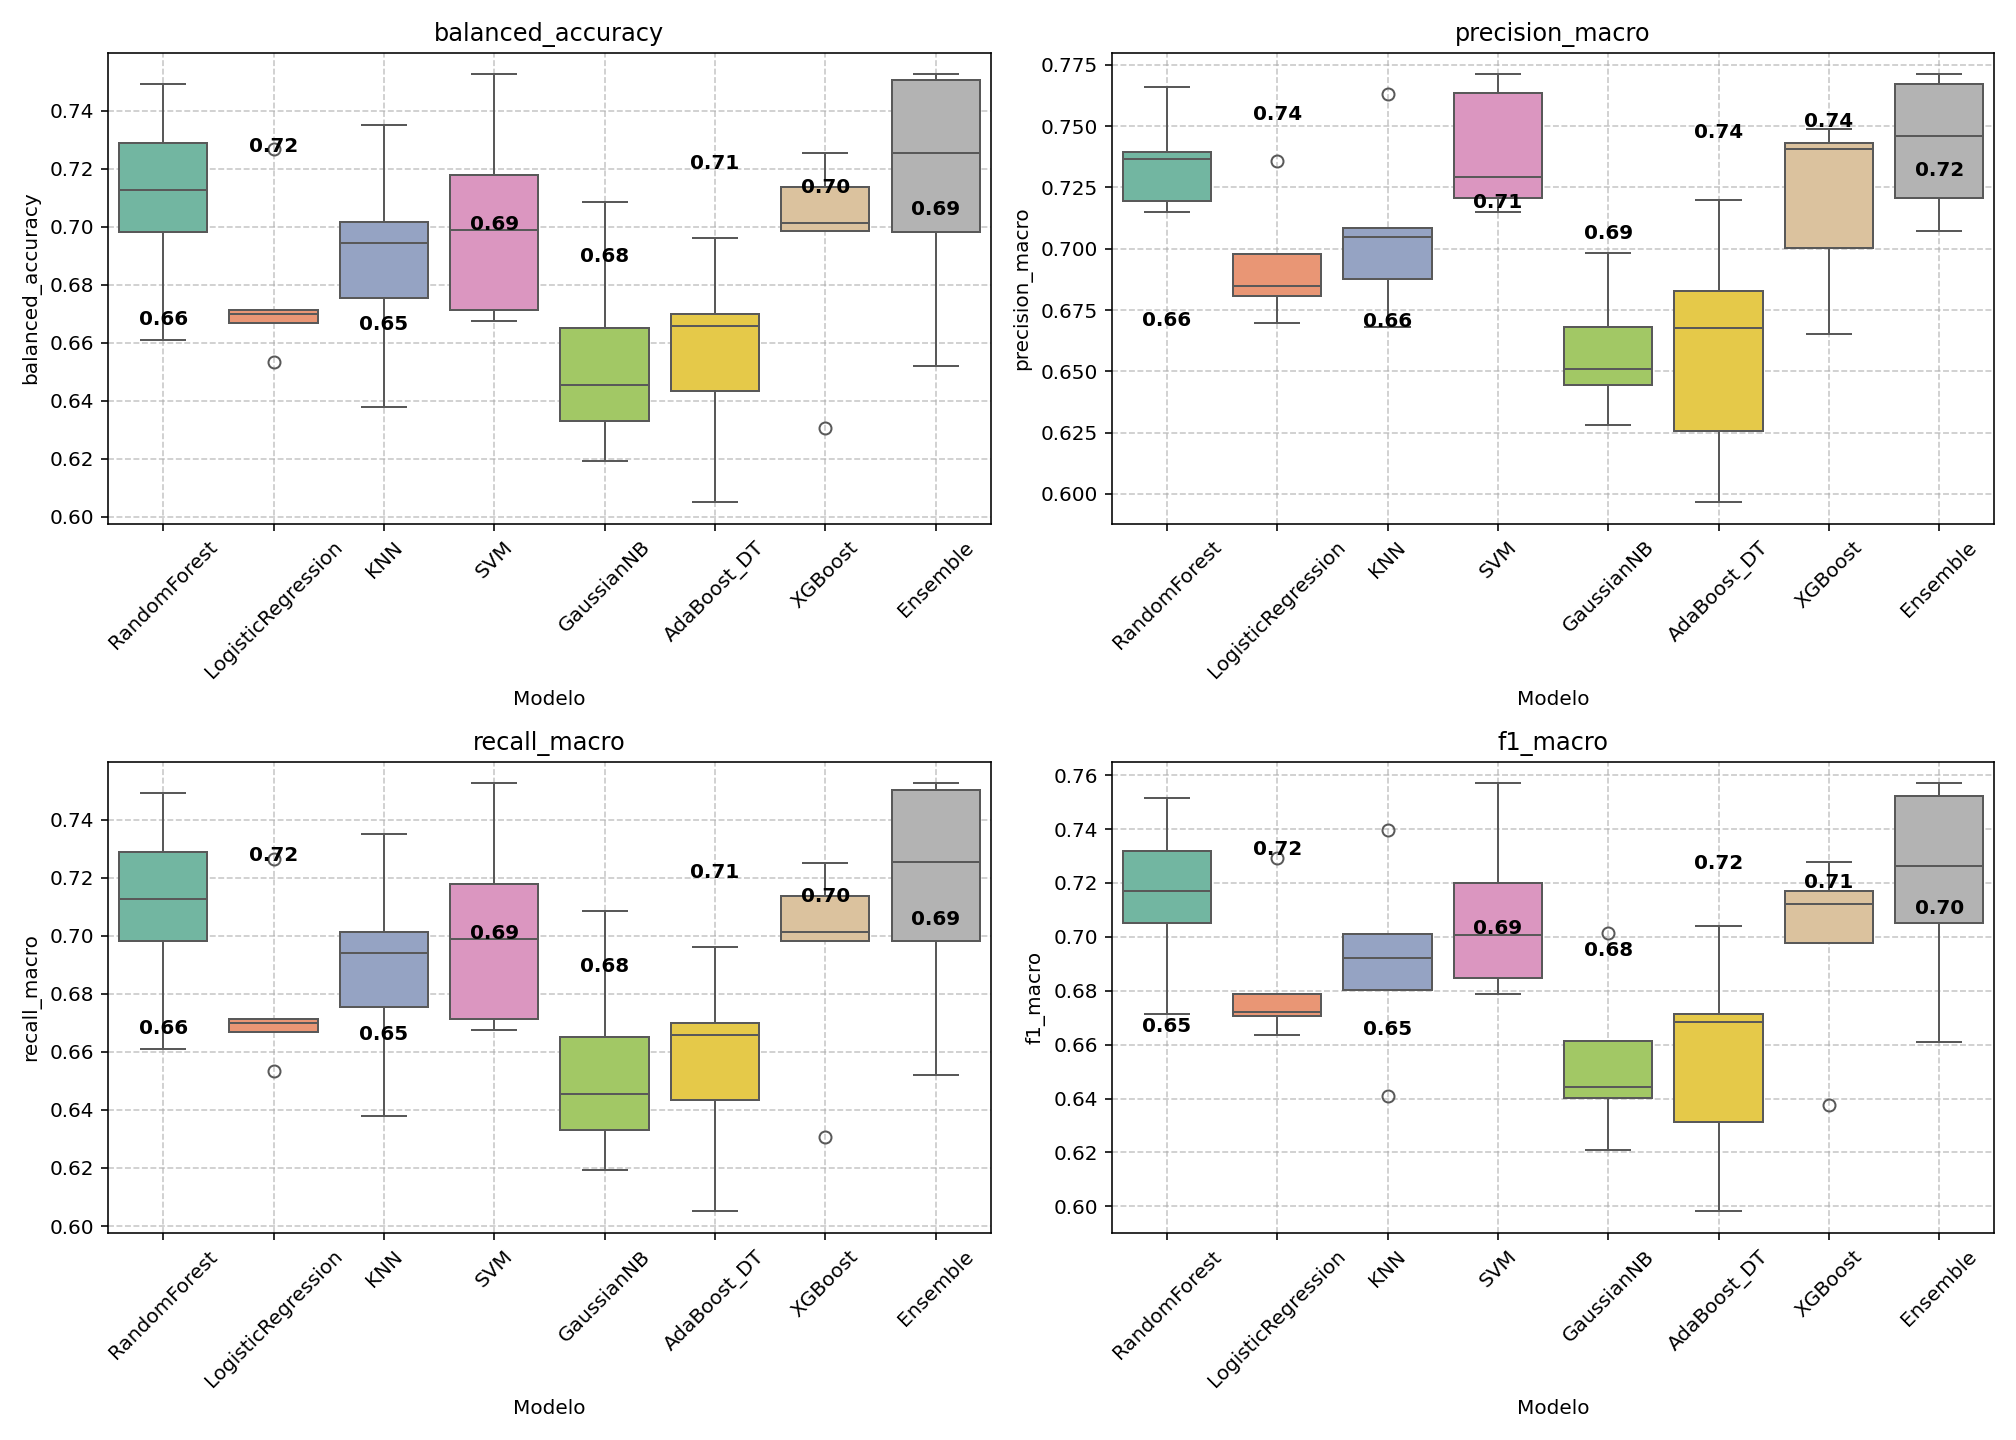 balanced_accuracy
balanced_accuracy
0.74
0.72
0.70
0.68
0.66
0.64
0.62
0.60
0.66
0.72
0.65
0.69
0.68
0.71
0.70
0.69
RandomForest
LogisticRegression
KNN
SVM
GaussianNB
AdaBoost_DT
XGBoost
Ensemble
Modelo
precision_macro
precision_macro
0.775
0.750
0.725
0.700
0.675
0.650
0.625
0.600
0.66
0.74
0.66
0.71
0.69
0.74
0.74
0.72
RandomForest
LogisticRegression
KNN
SVM
GaussianNB
AdaBoost_DT
XGBoost
Ensemble
Modelo
recall_macro
recall_macro
0.74
0.72
0.70
0.68
0.66
0.64
0.62
0.60
0.66
0.72
0.65
0.69
0.68
0.71
0.70
0.69
RandomForest
LogisticRegression
KNN
SVM
GaussianNB
AdaBoost_DT
XGBoost
Ensemble
Modelo
f1_macro
f1_macro
0.76
0.74
0.72
0.70
0.68
0.66
0.64
0.62
0.60
0.65
0.72
0.65
0.69
0.68
0.72
0.71
0.70
RandomForest
LogisticRegression
KNN
SVM
GaussianNB
AdaBoost_DT
XGBoost
Ensemble
Modelo